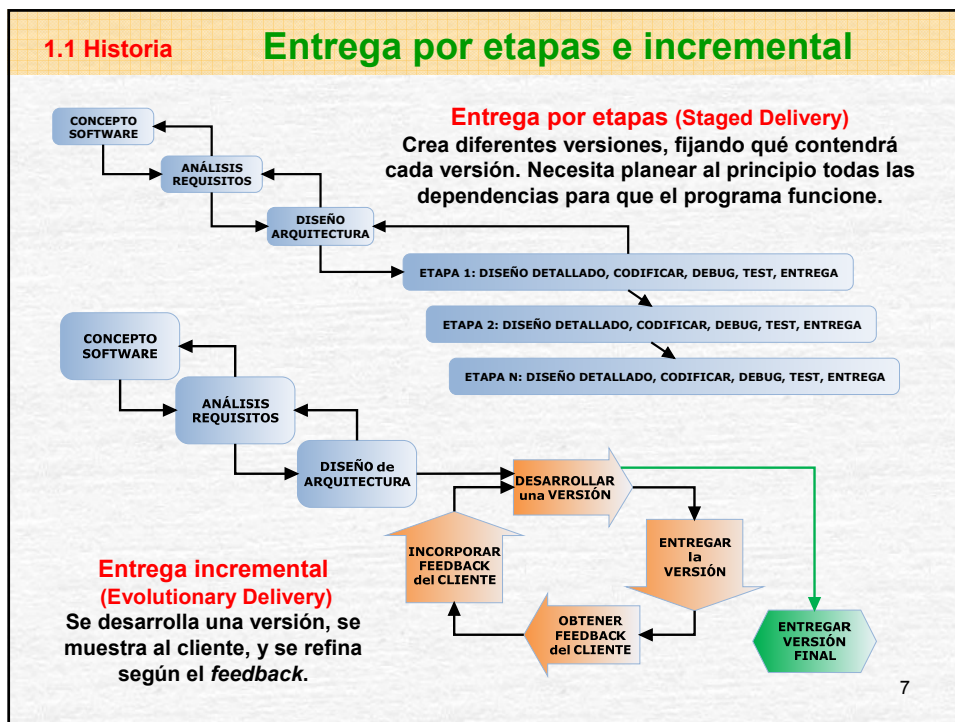 1.1 Historia
Entrega por etapas e incremental
CONCEPTO
SOFTWARE
ANÁLISIS
REQUISITOS
DISEÑO
ARQUITECTURA
Entrega por etapas (Staged Delivery)
Crea diferentes versiones, fijando qué contendrá
cada versión. Necesita planear al principio todas las
dependencias para que el programa funcione.
ETAPA 1: DISEÑO DETALLADO, CODIFICAR, DEBUG, TEST, ENTREGA
ETAPA 2: DISEÑO DETALLADO, CODIFICAR, DEBUG, TEST, ENTREGA
ETAPA N: DISEÑO DETALLADO, CODIFICAR, DEBUG, TEST, ENTREGA
CONCEPTO
SOFTWARE
ANÁLISIS
REQUISITOS
DISEÑO de
ARQUITECTURA
DESARROLLAR
una VERSIÓN
ENTREGAR
la
VERSIÓN
OBTENER
FEEDBACK
del CLIENTE
INCORPORAR
FEEDBACK
del CLIENTE
ENTREGAR
VERSIÓN
FINAL
Entrega incremental
(Evolutionary Delivery)
Se desarrolla una versión, se
muestra al cliente, y se refina
según el feedback.
7